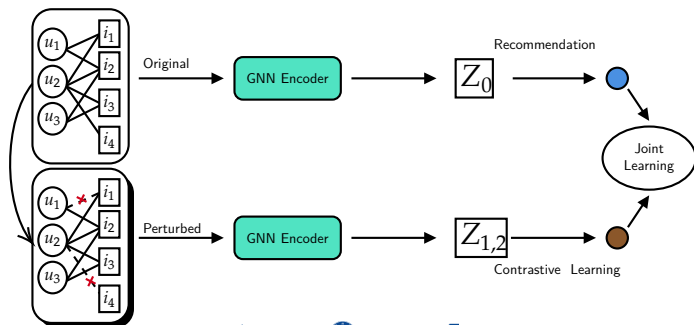 u1
i1
u2
i2
u3
i3
i4
Original
GNN Encoder
Z0
Recommendation
Joint
Learning
u1
i1
u2
i2
u3
i3
i4
Perturbed
GNN Encoder
Z1,2
Contrastive Learning